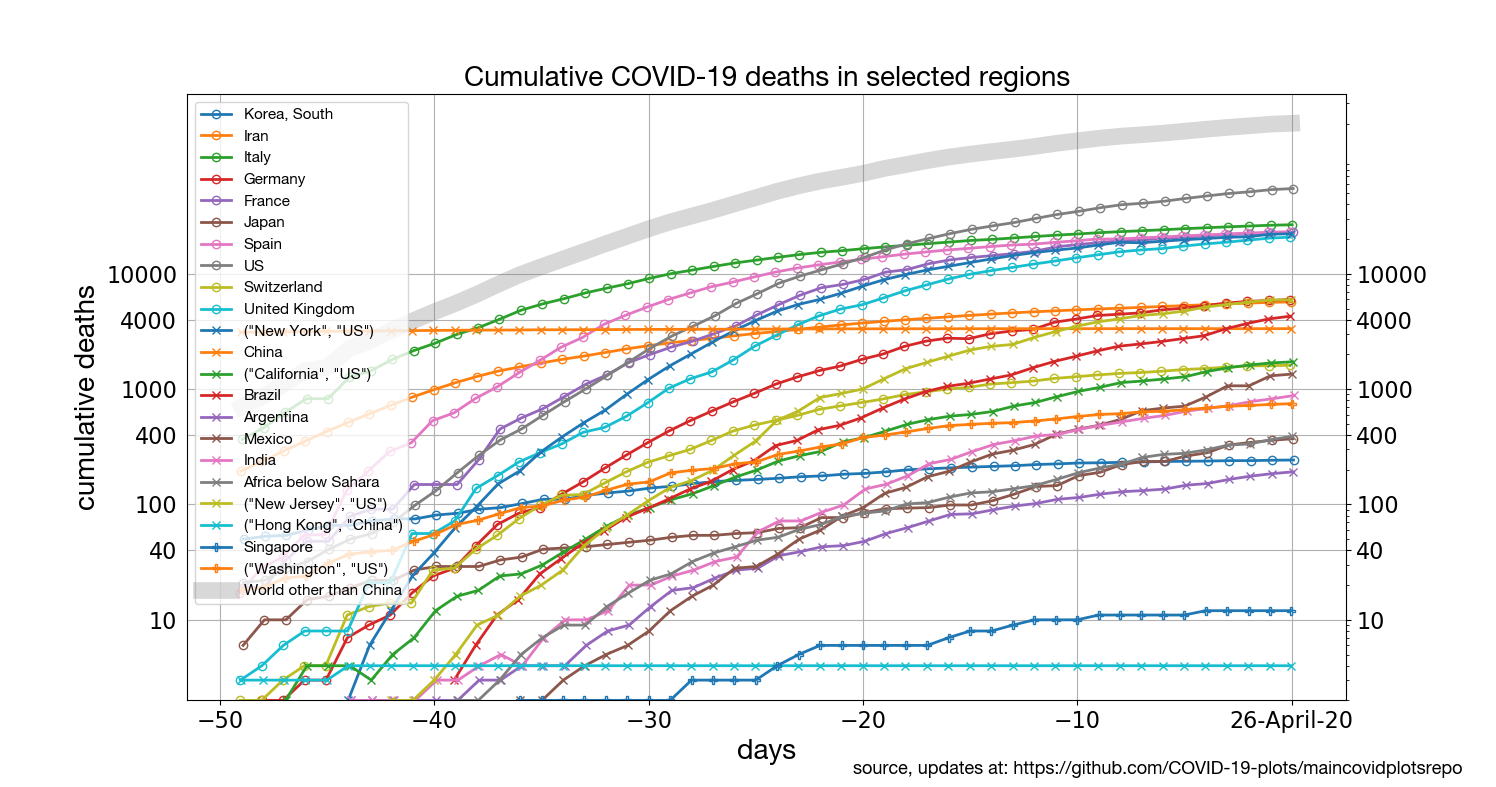 Cumulative COVID-19 deaths in selected regions
Korea, South
Iran
Italy
Germany
France
Japan
Spain
US
Switzerland
United Kingdom
("New York", "US")
China
("California", "US")
Brazil
Argentina
Mexico
India
Africa below Sahara
("New Jersey", "US")
("Hong Kong", "China")
Singapore
("Washington", "US")
World other than China
cumulative deaths
10000
4000
1000
400
100
40
10
10000
4000
1000
400
100
40
10
−50 −40 −30 −20 −10 26-April-20
days
source, updates at: https://github.com/COVID-19-plots/maincovidplotsrepo